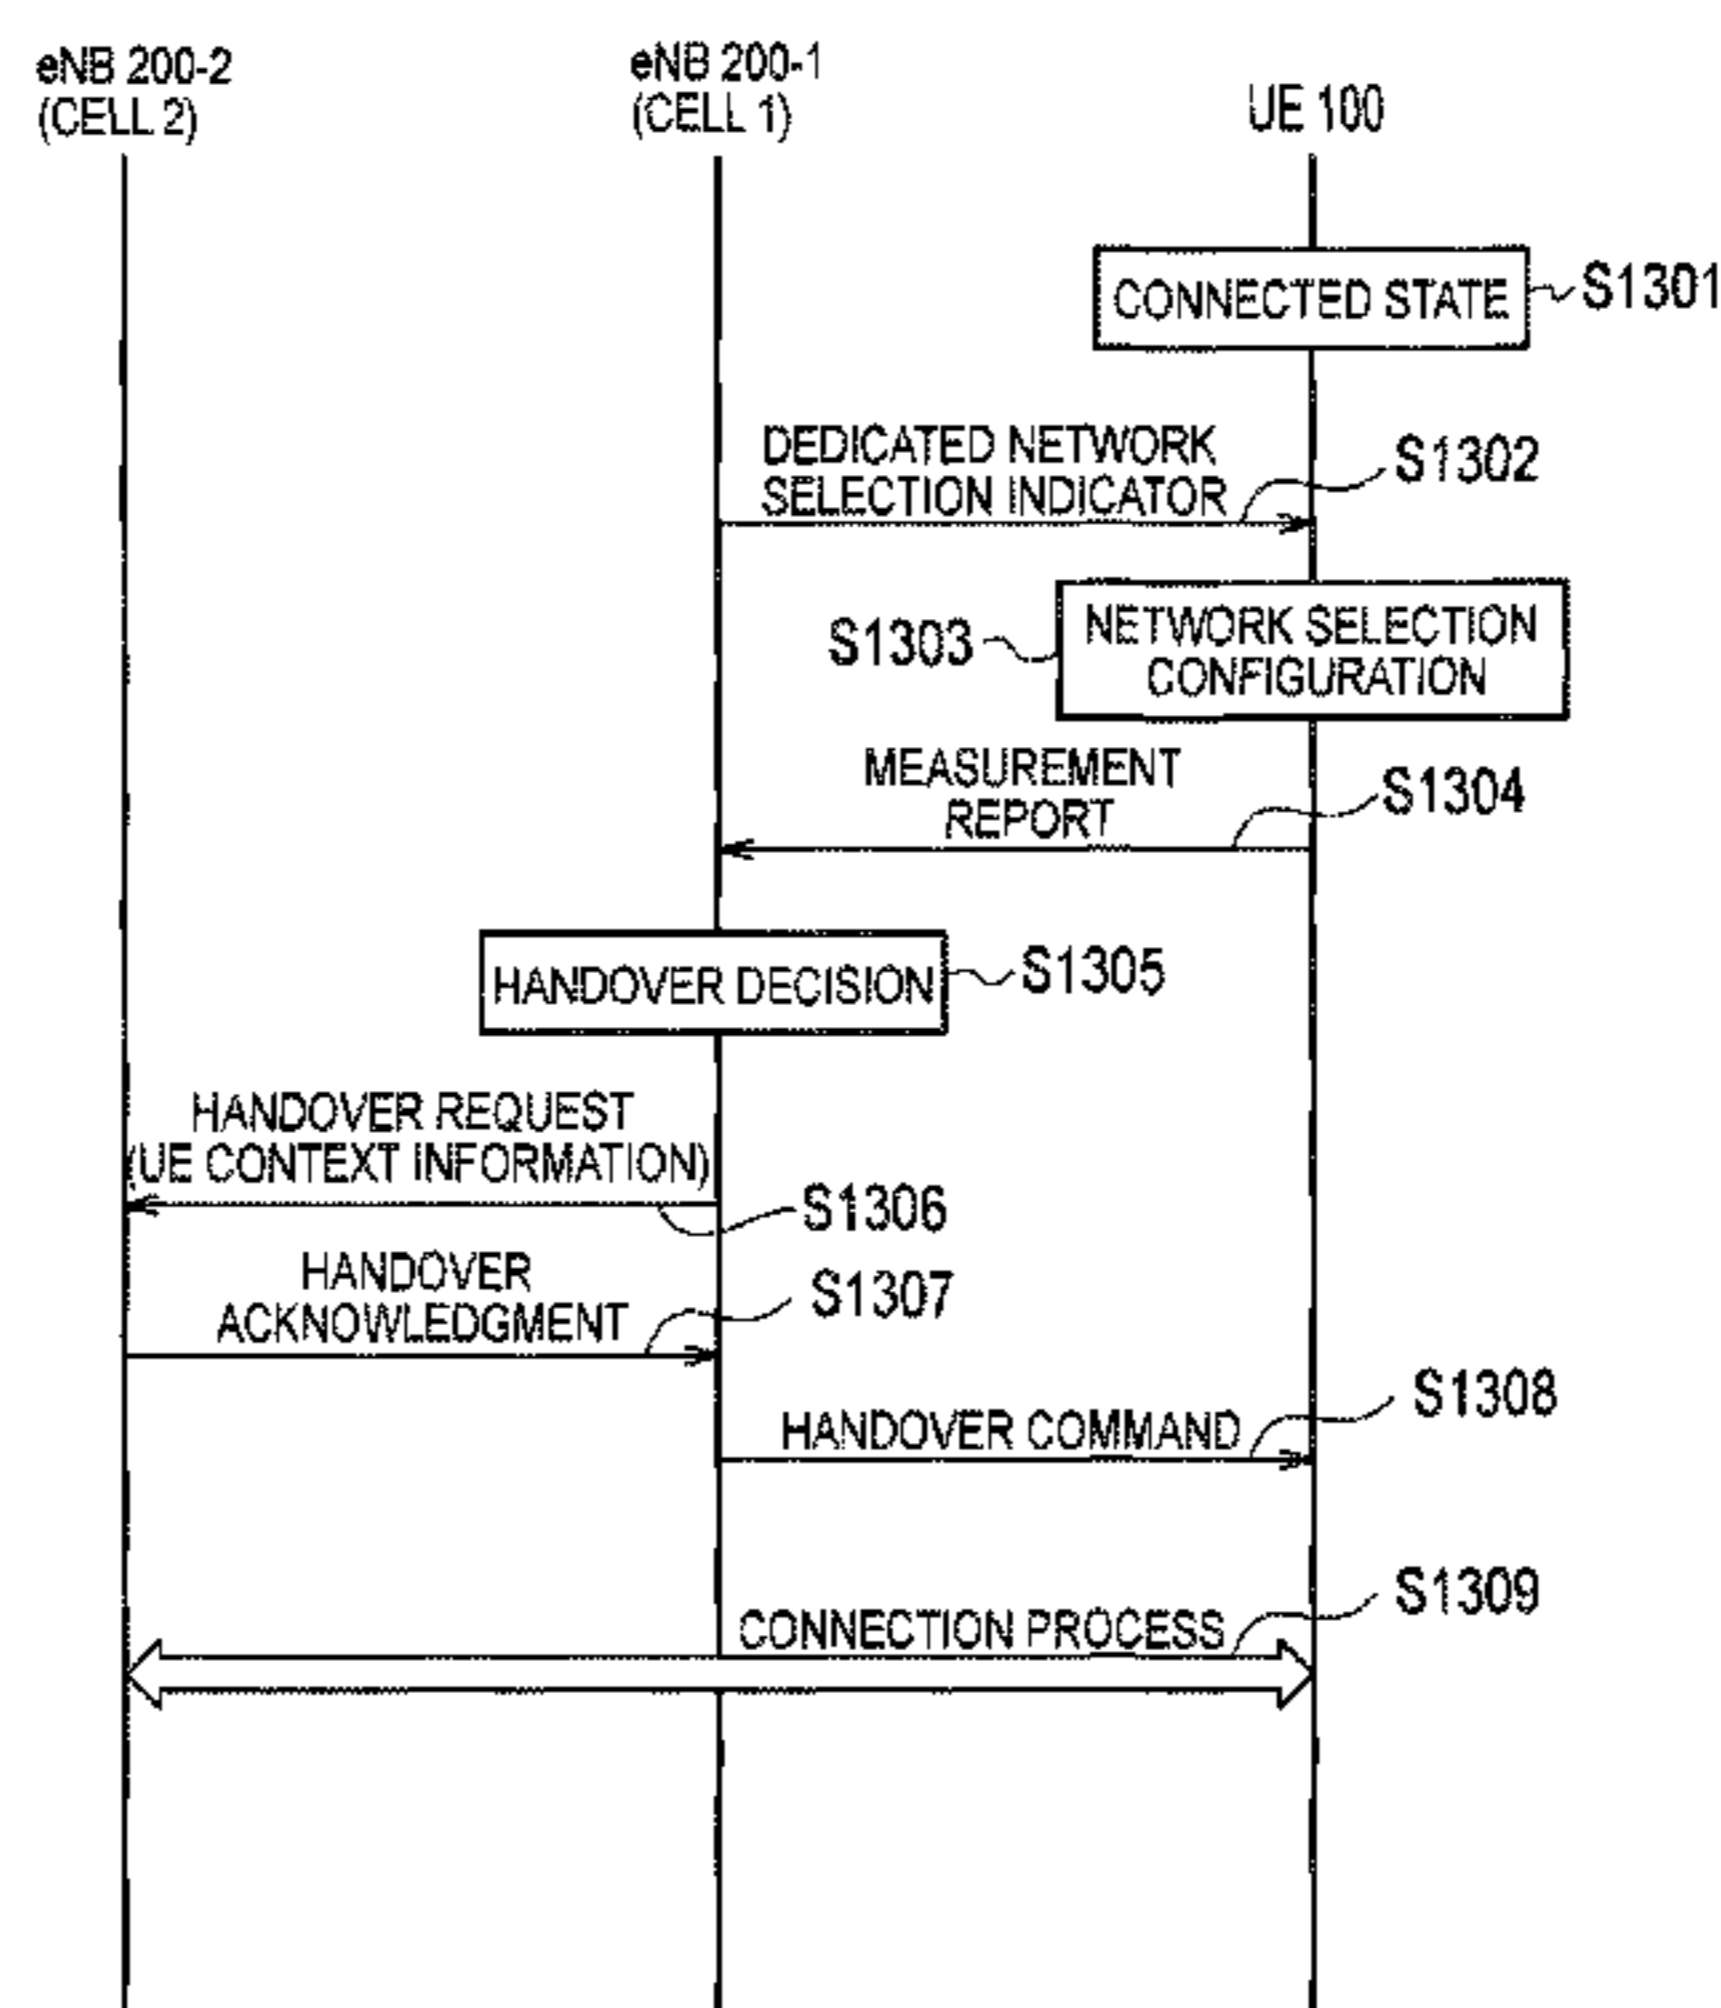 eNB 200-2
(CELL 2)
eNB 200-1
(CELL 1)
UE 100
CONNECTED STATE
S1301
DEDICATED NETWORK
SELECTION INDICATOR
S1302
S1303
NETWORK SELECTION
CONFIGURATION
MEASUREMENT
REPORT
S1304
HANDOVER DECISION
S1305
HANDOVER REQUEST
(UE CONTEXT INFORMATION)
S1306
HANDOVER
ACKNOWLEDGMENT
S1307
HANDOVER COMMAND
S1308
CONNECTION PROCESS
S1309